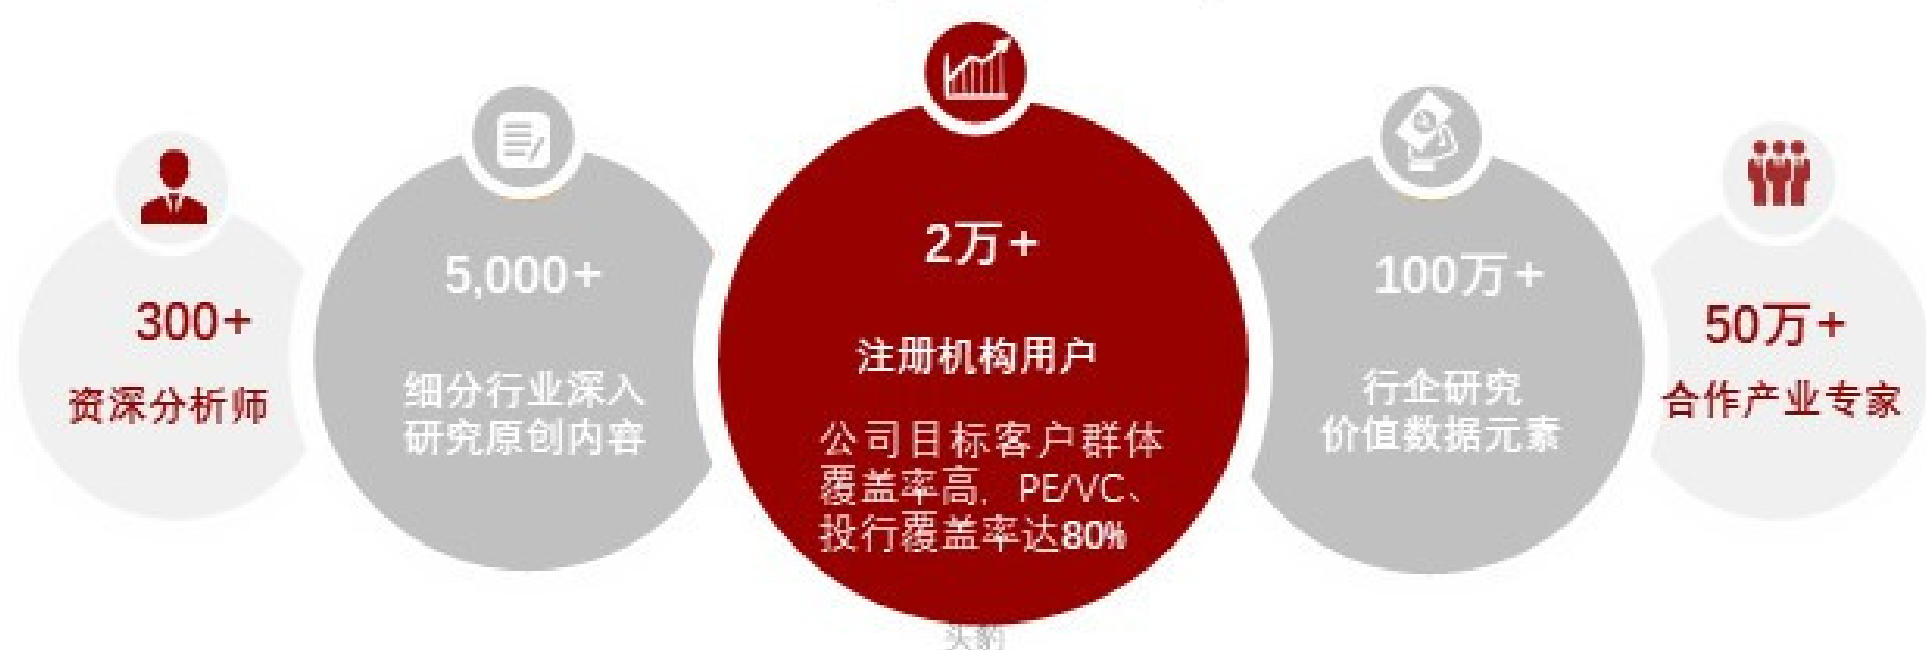 300+
资深分析师
5,000+
细分行业深入
研究原创内容
2万+
注册机构用户
公司目标客户群体
覆盖率高, PE/VC、
投行覆盖率达80%
100万+
行企研究
价值数据元素
50万+
合作产业专家
头豹